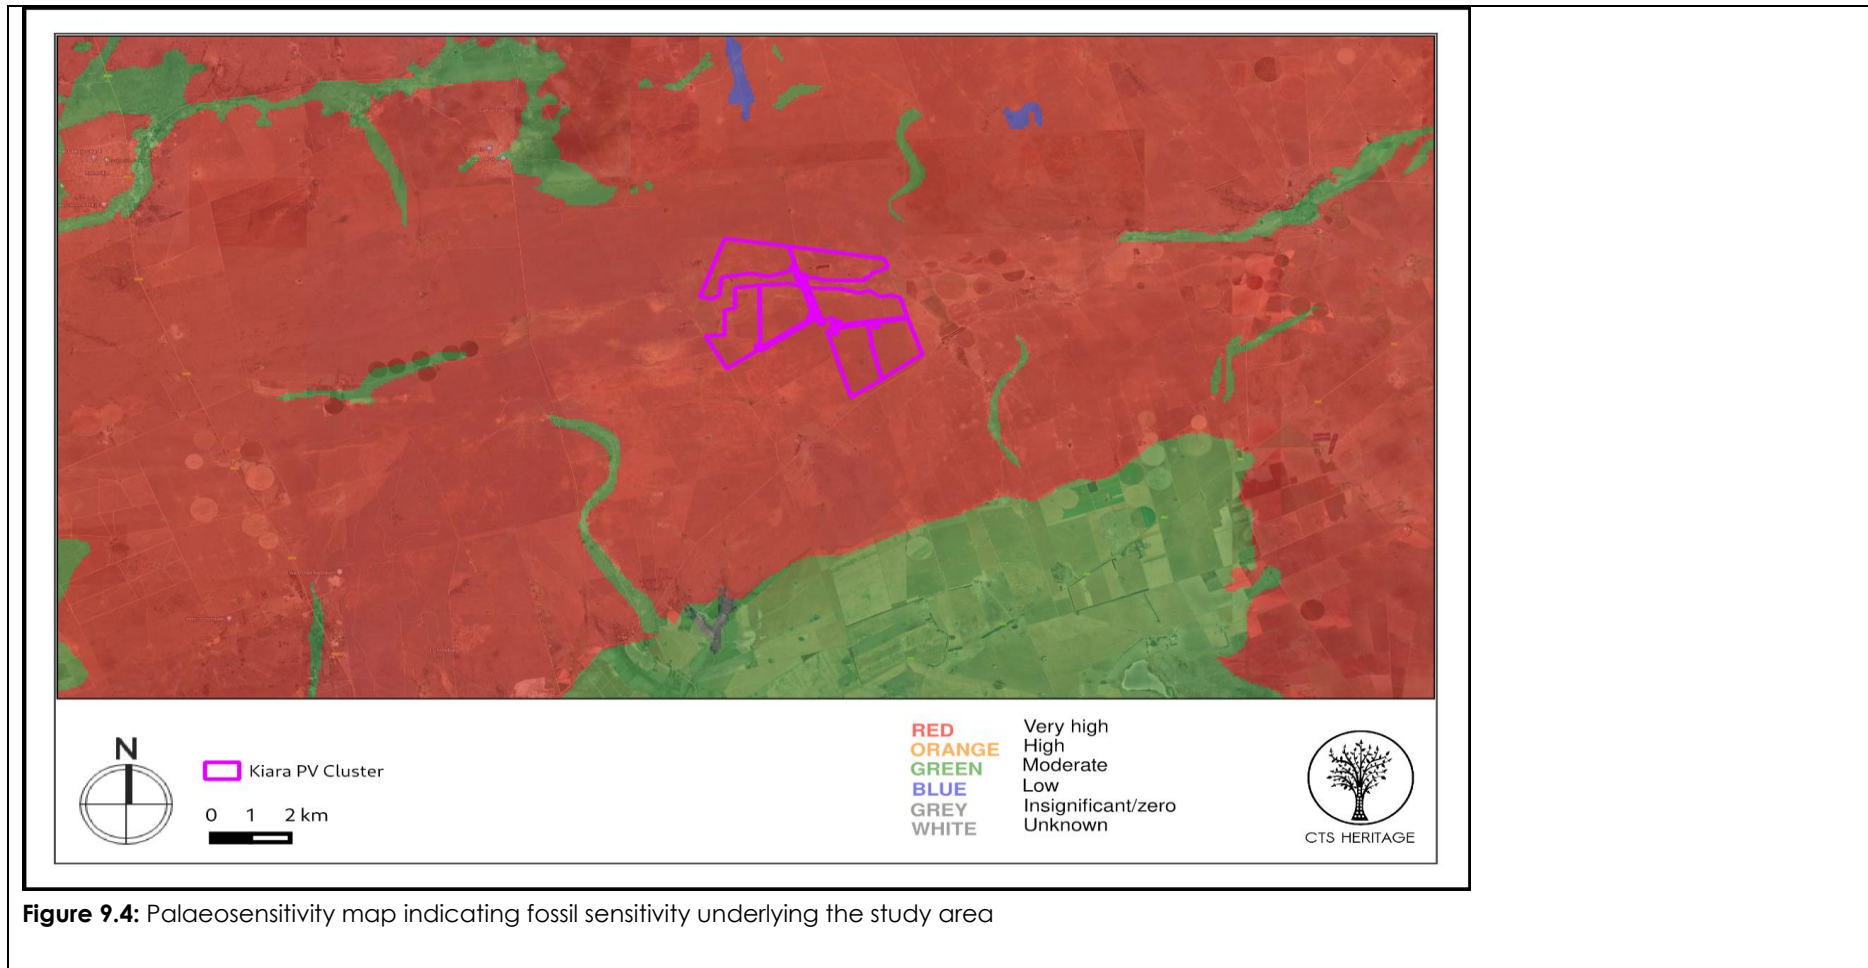 N
Kiara PV Cluster
0 1 2 km
RED Very high
ORANGE High
GREEN Moderate
BLUE Low
GREY Insignificant/zero
WHITE Unknown
CTS HERITAGE
Figure 9.4: Palaeosensitivity map indicating fossil sensitivity underlying the study area